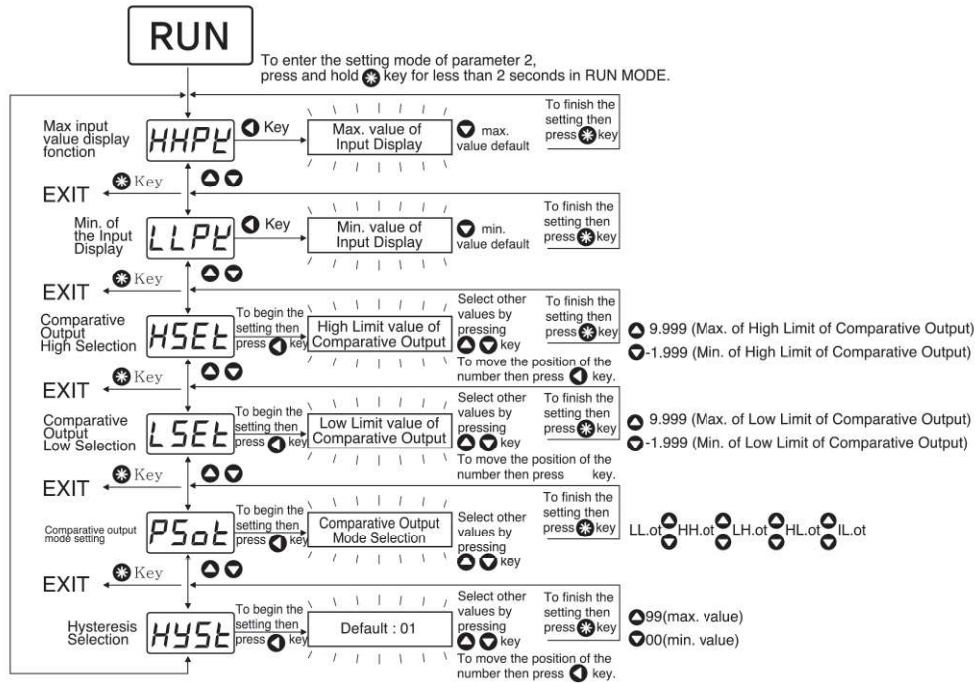 RUN
To enter the setting mode of parameter 2,
press and hold key for less than 2 seconds in RUN MODE.
Max input
value display
fonction
HHPt
Key
Max. value of
Input Display
max.
value default
To finish the
setting then
press key
EXIT
Key
Min. of
the Input
Display
LLPt
Key
Min. value of
Input Display
min.
value default
To finish the
setting then
press key
EXIT
Key
Comparative
Output
High Selection
HSEt
To begin the
setting then
press key
High Limit value of
Comparative Output
Select other
values by
pressing
key
To move the position of the
number then press key.
To finish the
setting then
press key
9.999 (Max. of High Limit of Comparative Output)
-1.999 (Min. of High Limit of Comparative Output)
EXIT
Key
Comparative
Output
Low Selection
LSEt
To begin the
setting then
press key
Low Limit value of
Comparative Output
Select other
values by
pressing
key
To move the position of the
number then press key.
To finish the
setting then
press key
9.999 (Max. of Low Limit of Comparative Output)
-1.999 (Min. of Low Limit of Comparative Output)
EXIT
Key
Comparative output
mode setting
PSot
To begin the
setting then
press key
Comparative Output
Mode Selection
Select other
values by
pressing
key
To finish the
setting then
press key
LL.ot HH.ot LH.ot HL.ot IL.ot
EXIT
Key
Hysteresis
Selection
HYSt
To begin the
setting then
press key
Default : 01
Select other
values by
pressing
key
To move the position of the
number then press key.
To finish the
setting then
press key
99(max. value)
00(min. value)